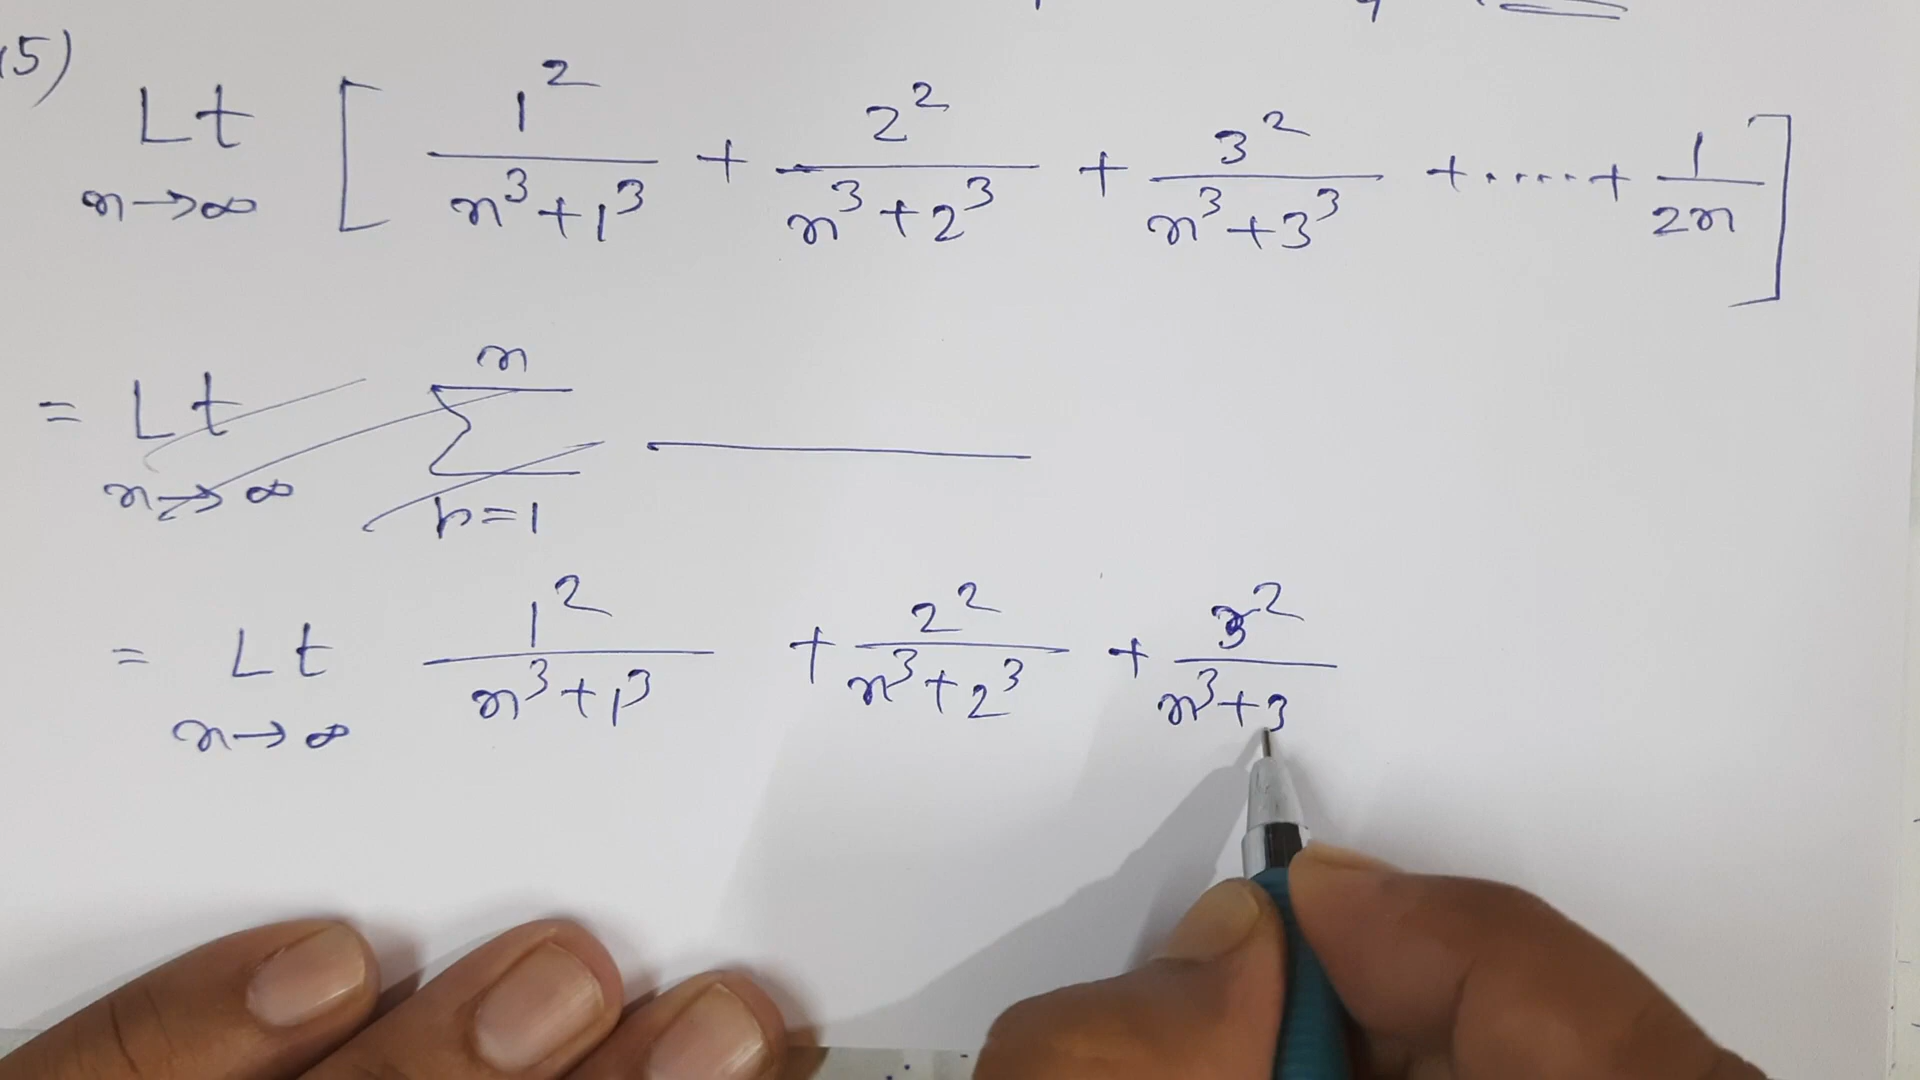 15)
Lt n→∞ [ 1²/(n³+1³) + 2²/(n³+2³) + 3²/(n³+3³) + ..... + 1/2n ]
= Lt n→∞ ∑ n r=1
= Lt n→∞ 1²/(n³+1³) + 2²/(n³+2³) + 3²/(n³+3